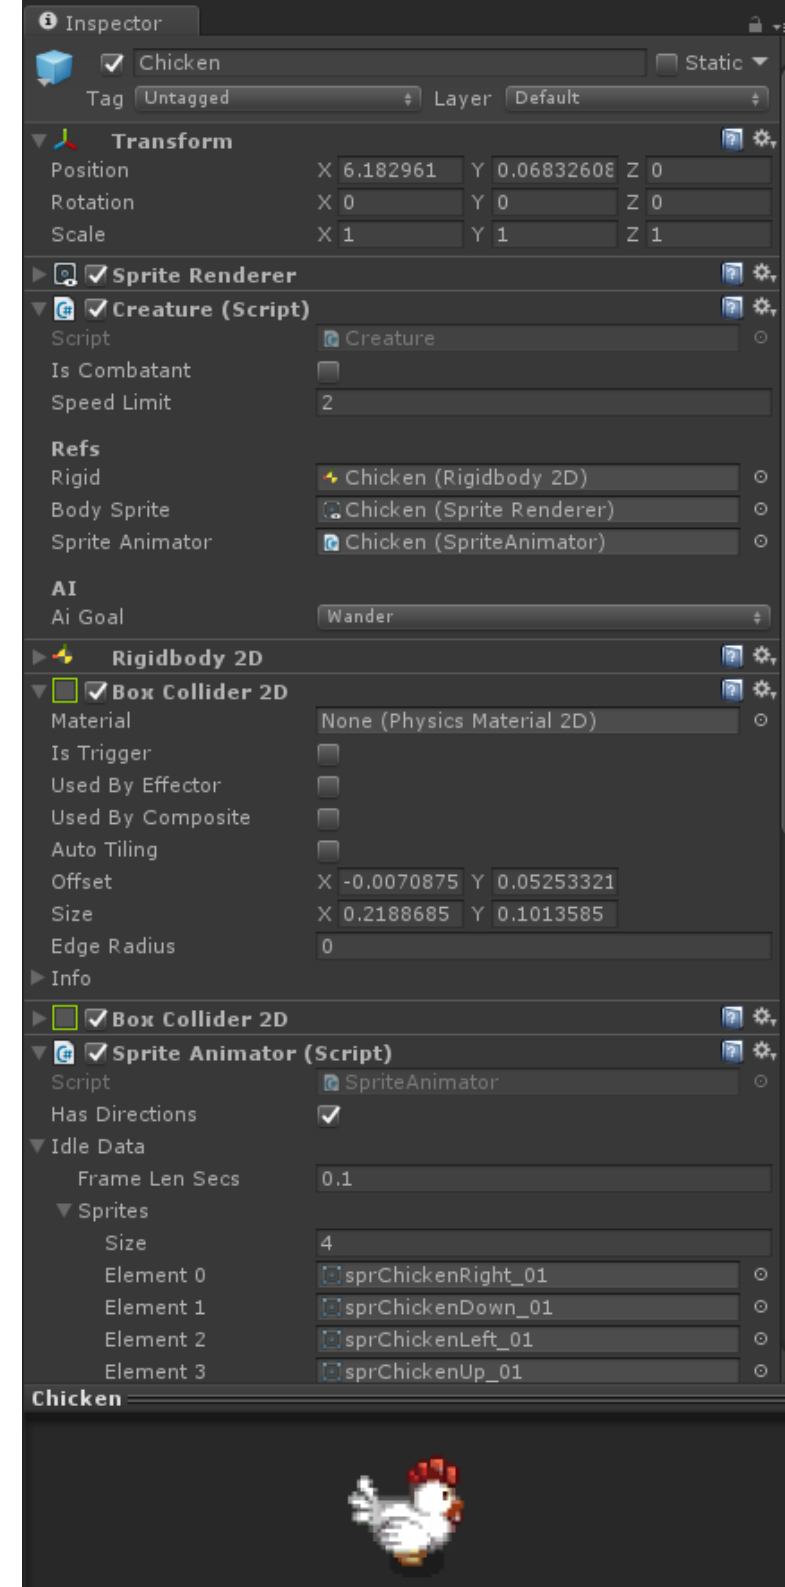 Inspector
Chicken Static
Tag Untagged Layer Default
Transform
Position X 6.182961 Y 0.06832608 Z 0
Rotation X 0 Y 0 Z 0
Scale X 1 Y 1 Z 1
Sprite Renderer
Creature (Script)
Script Creature
Is Combatant
Speed Limit 2
Refs
Rigid Chicken (Rigidbody 2D)
Body Sprite Chicken (Sprite Renderer)
Sprite Animator Chicken (SpriteAnimator)
AI
Ai Goal Wander
Rigidbody 2D
Box Collider 2D
Material None (Physics Material 2D)
Is Trigger
Used By Effector
Used By Composite
Auto Tiling
Offset X -0.0070875 Y 0.05253321
Size X 0.2188685 Y 0.1013585
Edge Radius 0
Info
Box Collider 2D
Sprite Animator (Script)
Script SpriteAnimator
Has Directions
Idle Data
Frame Len Secs 0.1
Sprites
Size 4
Element 0 sprChickenRight_01
Element 1 sprChickenDown_01
Element 2 sprChickenLeft_01
Element 3 sprChickenUp_01
Chicken